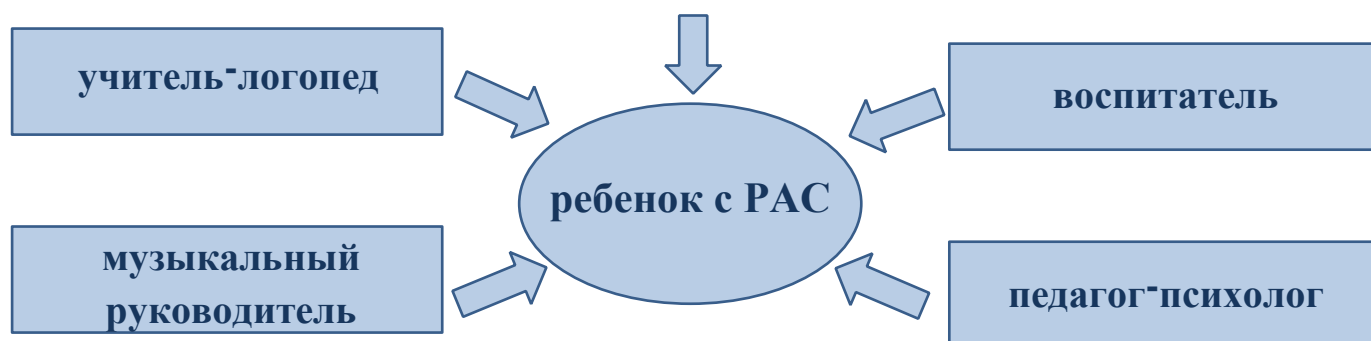 учитель-логопед
воспитатель
ребенок с РАС
музыкальный
руководитель
педагог-психолог